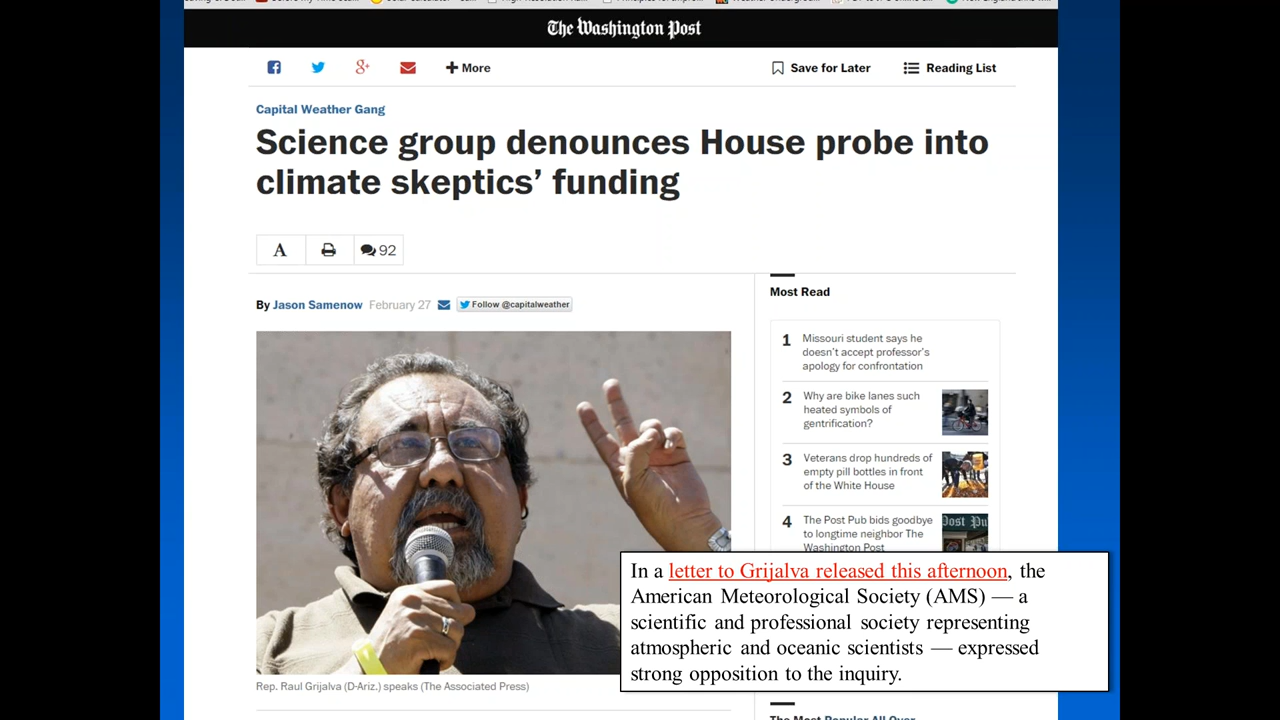 The Washington Post
More
Save for Later
Reading List
Capital Weather Gang
Science group denounces House probe into
climate skeptics’ funding
A
92
By Jason Samenow February 27 Follow @capitalweather
Most Read
1 Missouri student says he
doesn’t accept professor’s
apology for confrontation
2 Why are bike lanes such
heated symbols of
gentrification?
3 Veterans drop hundreds of
empty pill bottles in front
of the White House
4 The Post Pub bids goodbye
to longtime neighbor The
Washington Post
In a letter to Grijalva released this afternoon, the
American Meteorological Society (AMS) — a
scientific and professional society representing
atmospheric and oceanic scientists — expressed
strong opposition to the inquiry.
Rep. Raul Grijalva (D-Ariz.) speaks (The Associated Press)
The Most Popular All Over